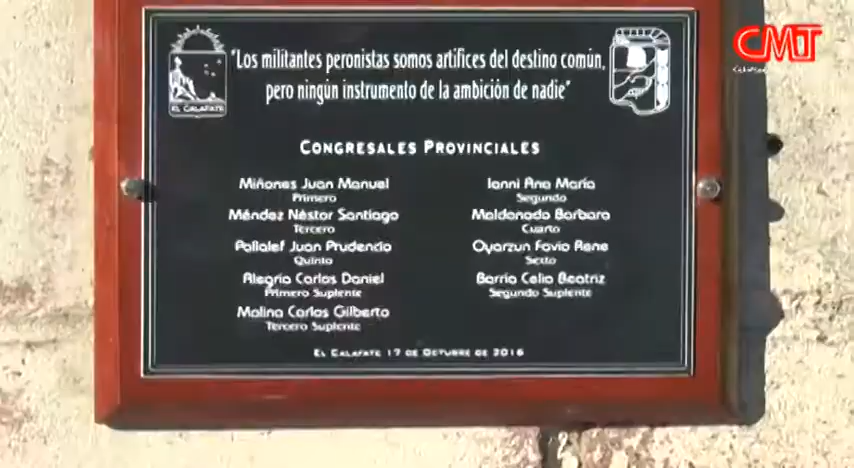 "Los militantes peronistas somos artífices del destino común,
pero ningún instrumento de la ambición de nadie"
EL CALAFATE
CONGRESALES PROVINCIALES
Miñones Juan Manuel
Primero
Ianni Ana María
Segundo
Méndez Néstor Santiago
Tercero
Maldonado Barbara
Cuarto
Pallalef Juan Prudencio
Quinto
Oyarzun Favio Rene
Sexto
Alegria Carlos Daniel
Primero Suplente
Barria Celia Beatriz
Segundo Suplente
Molina Carlos Gilberto
Tercero Suplente
EL CALAFATE 17 DE OCTUBRE DE 2016
CMT